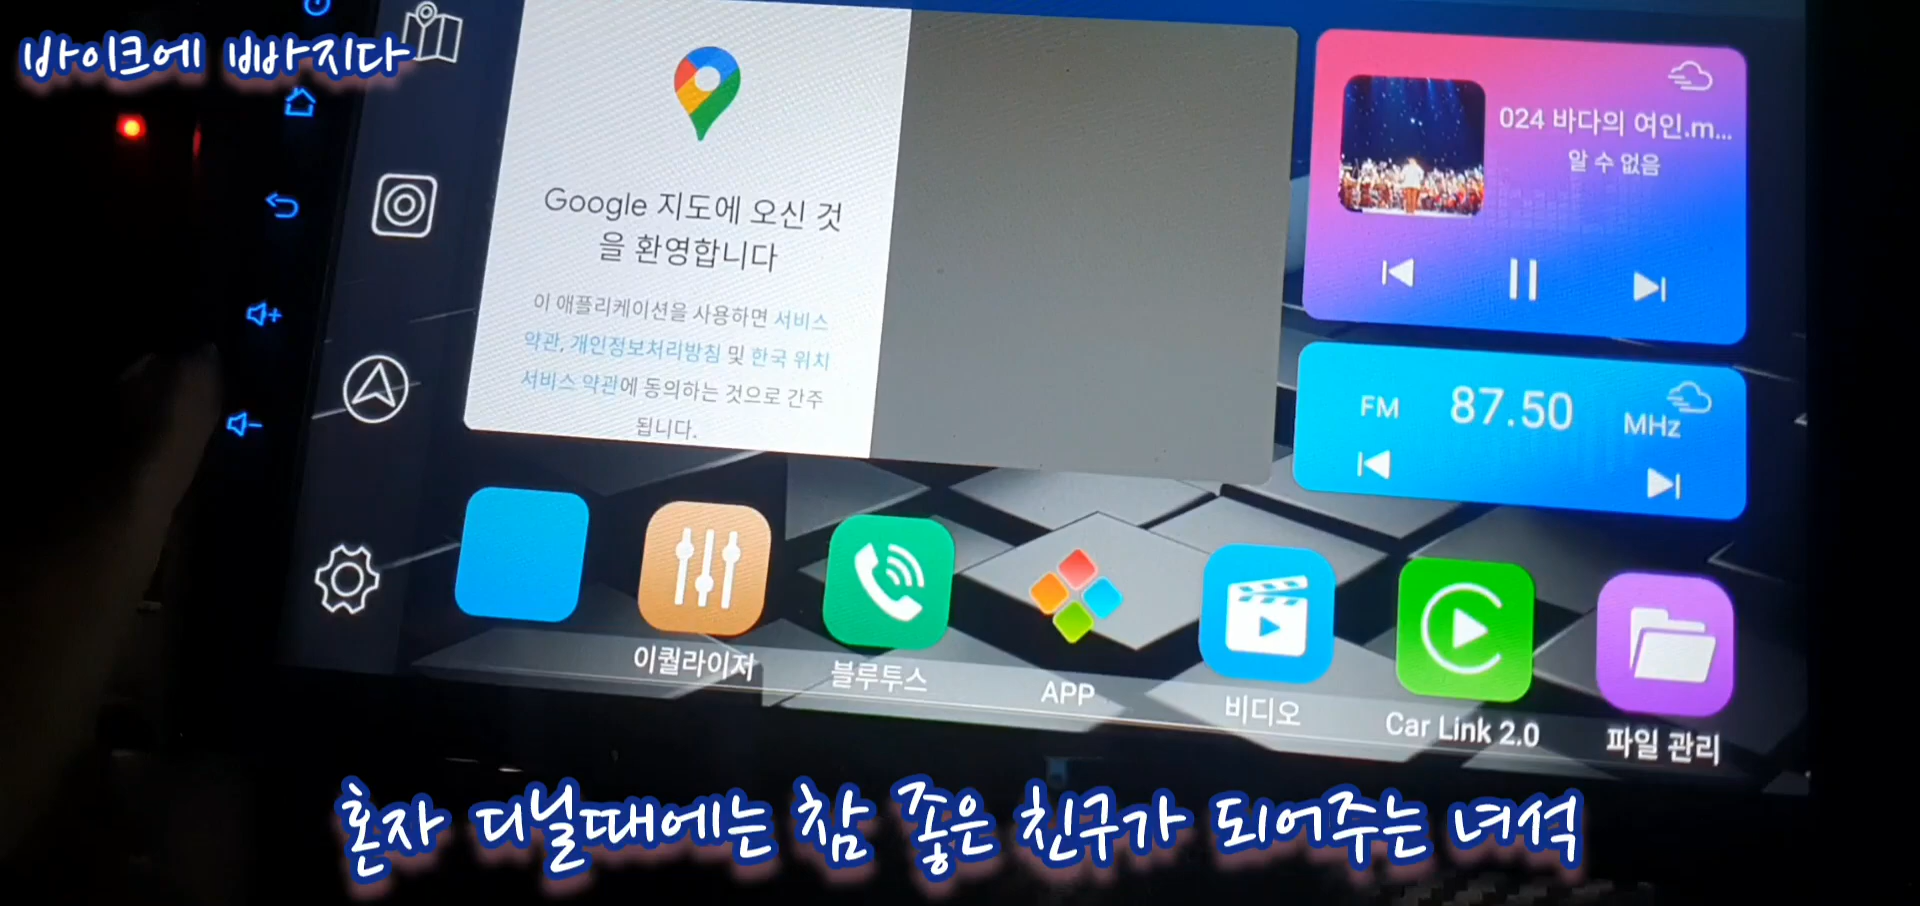 바이크에 빠지다
Google 지도에 오신 것
을 환영합니다
이 애플리케이션을 사용하면 서비스
약관, 개인정보처리방침 및 한국 위치
서비스 약관에 동의하는 것으로 간주
됩니다.
024 바다의 여인.m...
알 수 없음
FM 87.50 MHz
이퀄라이저
블루투스
APP
비디오
Car Link 2.0
파일 관리
혼자 디닐때에는 참 좋은 친구가 되어주는 녀석